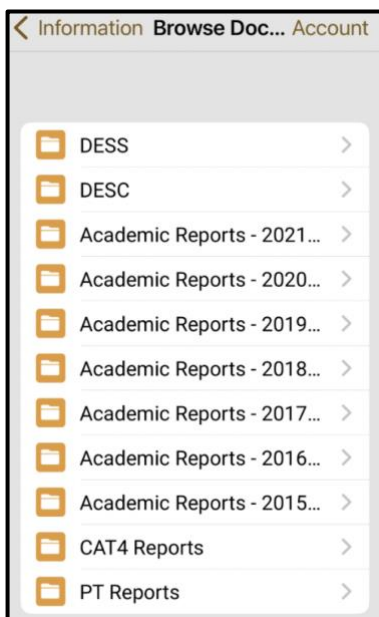 Information Browse Doc... Account
DESS
DESC
Academic Reports - 2021...
Academic Reports - 2020...
Academic Reports - 2019...
Academic Reports - 2018...
Academic Reports - 2017...
Academic Reports - 2016...
Academic Reports - 2015...
CAT4 Reports
PT Reports